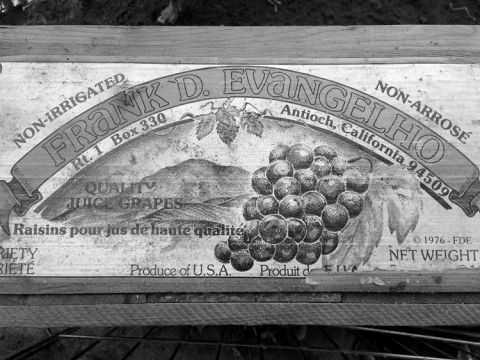 NON-IRRIGATED
FRANK D. EVANGELHO
NON-ARROSÉ
Rt. 1 Box 330
Antioch, California 94509
QUALITY
JUICE GRAPES
Raisins pour jus de haute qualité
© 1976 - FDE
RIETY
RIÉTÉ
NET WEIGHT
Produce of U.S.A.
Produit de